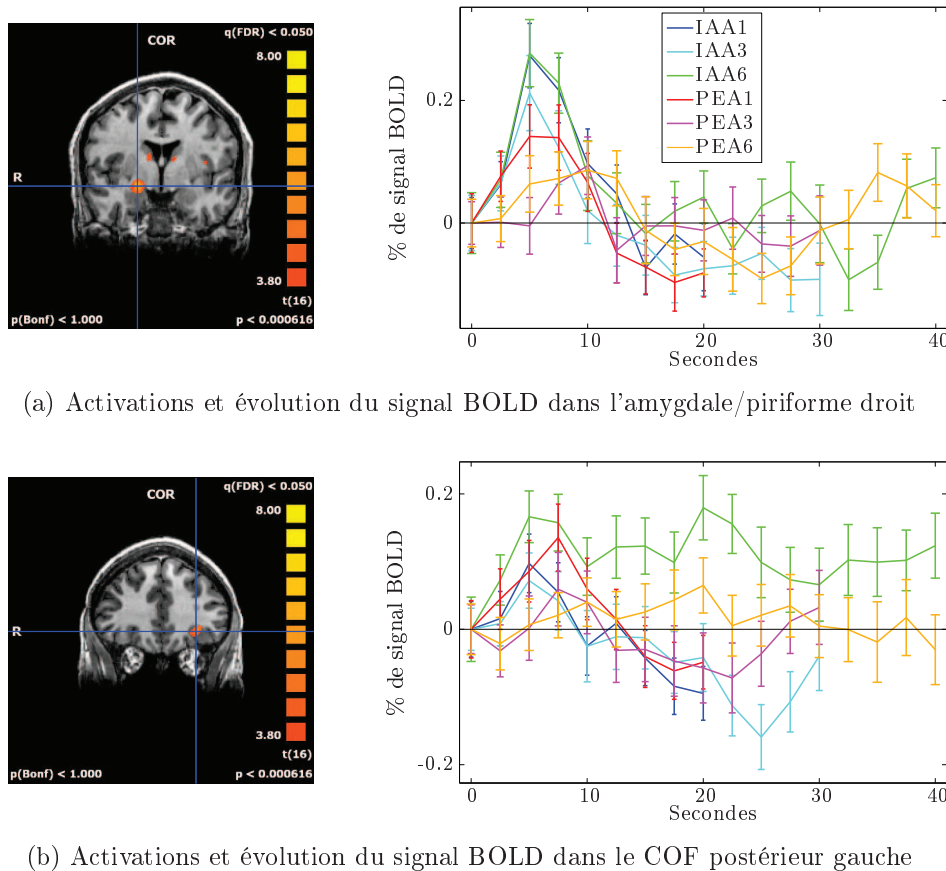 q(FDR) < 0.050
COR
8.00
R
3.80
t(16)
p(Bonf) < 1.000
p < 0.000616
% de signal BOLD
0.2
0
IAA1
IAA3
IAA6
PEA1
PEA3
PEA6
0
10
20
30
40
Secondes
(a) Activations et évolution du signal BOLD dans l'amygdale/piriforme droit
q(FDR) < 0.050
COR
8.00
R
3.80
t(16)
p(Bonf) < 1.000
p < 0.000616
% de signal BOLD
0.2
0
-0.2
0
10
20
30
40
Secondes
(b) Activations et évolution du signal BOLD dans le COF postérieur gauche